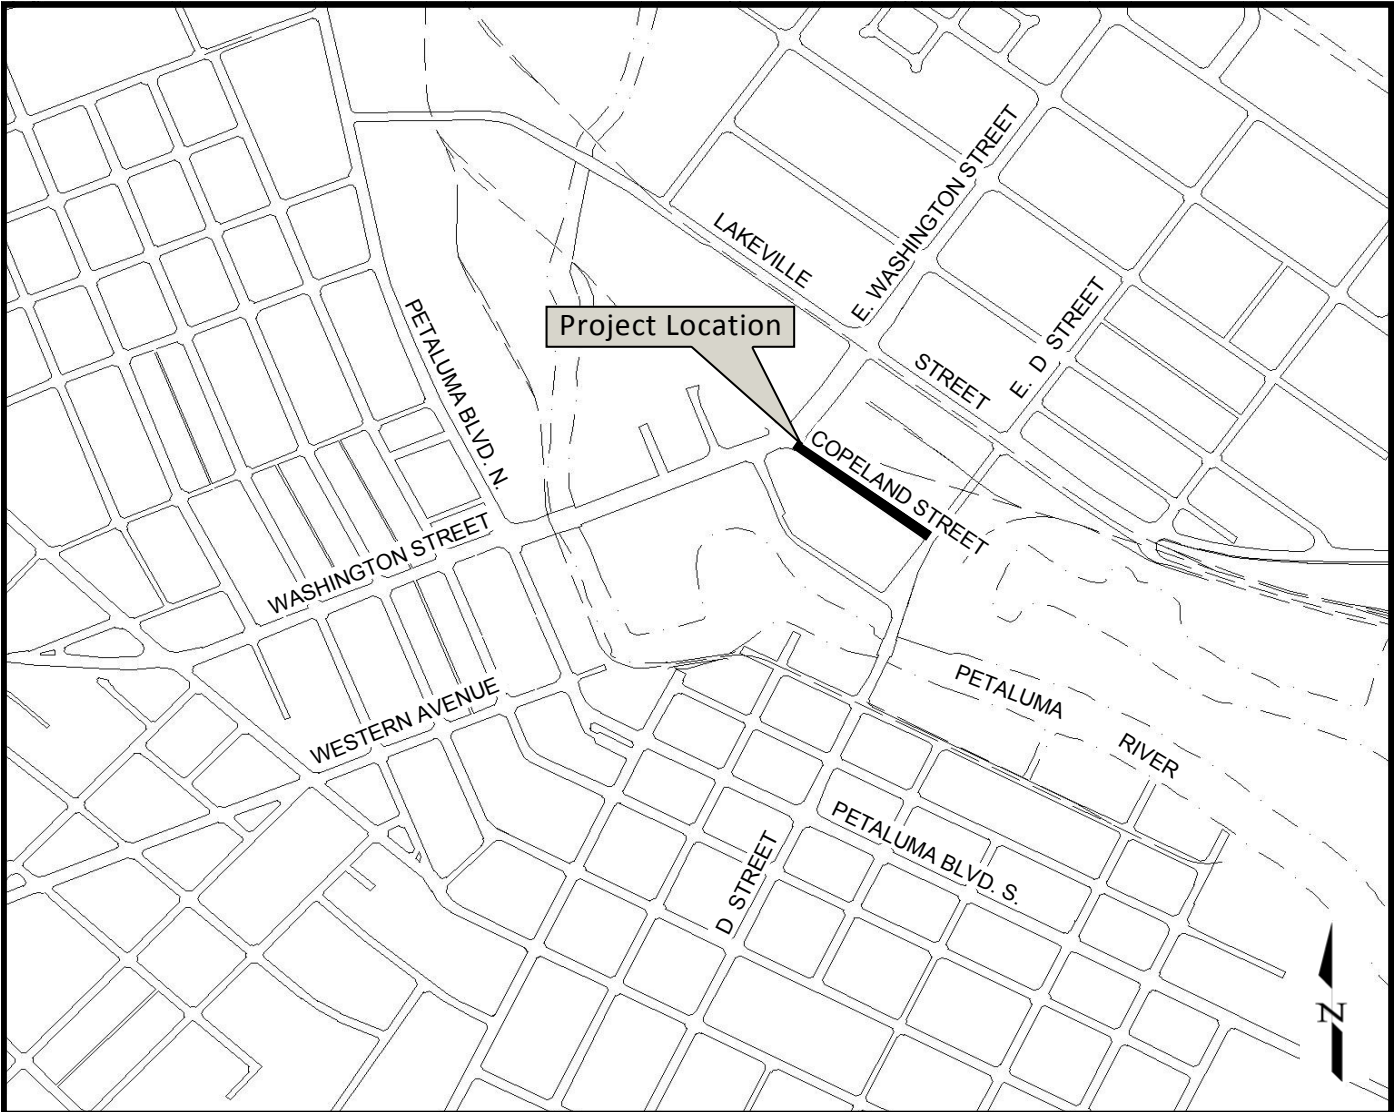 LAKEVILLE
E. WASHINGTON STREET
PETALUMA BLVD. N.
Project Location
STREET
E. D STREET
COPELAND STREET
WASHINGTON STREET
WESTERN AVENUE
PETALUMA
RIVER
PETALUMA BLVD. S.
D STREET
N